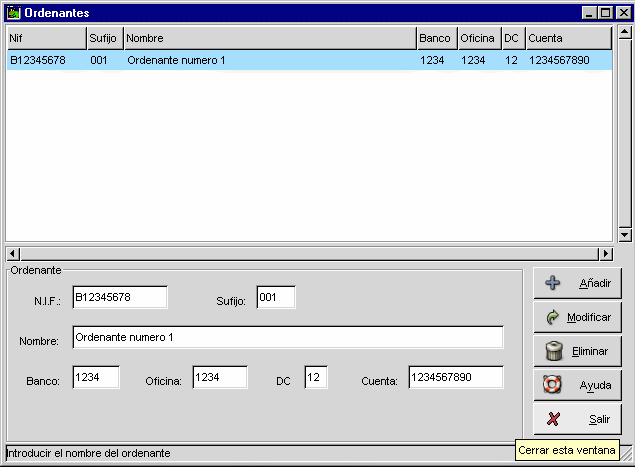 Ordenantes
Nif Sufijo Nombre Banco Oficina DC Cuenta
B12345678 001 Ordenante numero 1 1234 1234 12 1234567890
Ordenante
N.I.F.: B12345678 Sufijo: 001
Nombre: Ordenante numero 1
Banco: 1234 Oficina: 1234 DC 12 Cuenta: 1234567890
Añadir
Modificar
Eliminar
Ayuda
Salir
Cerrar esta ventana
Introducir el nombre del ordenante